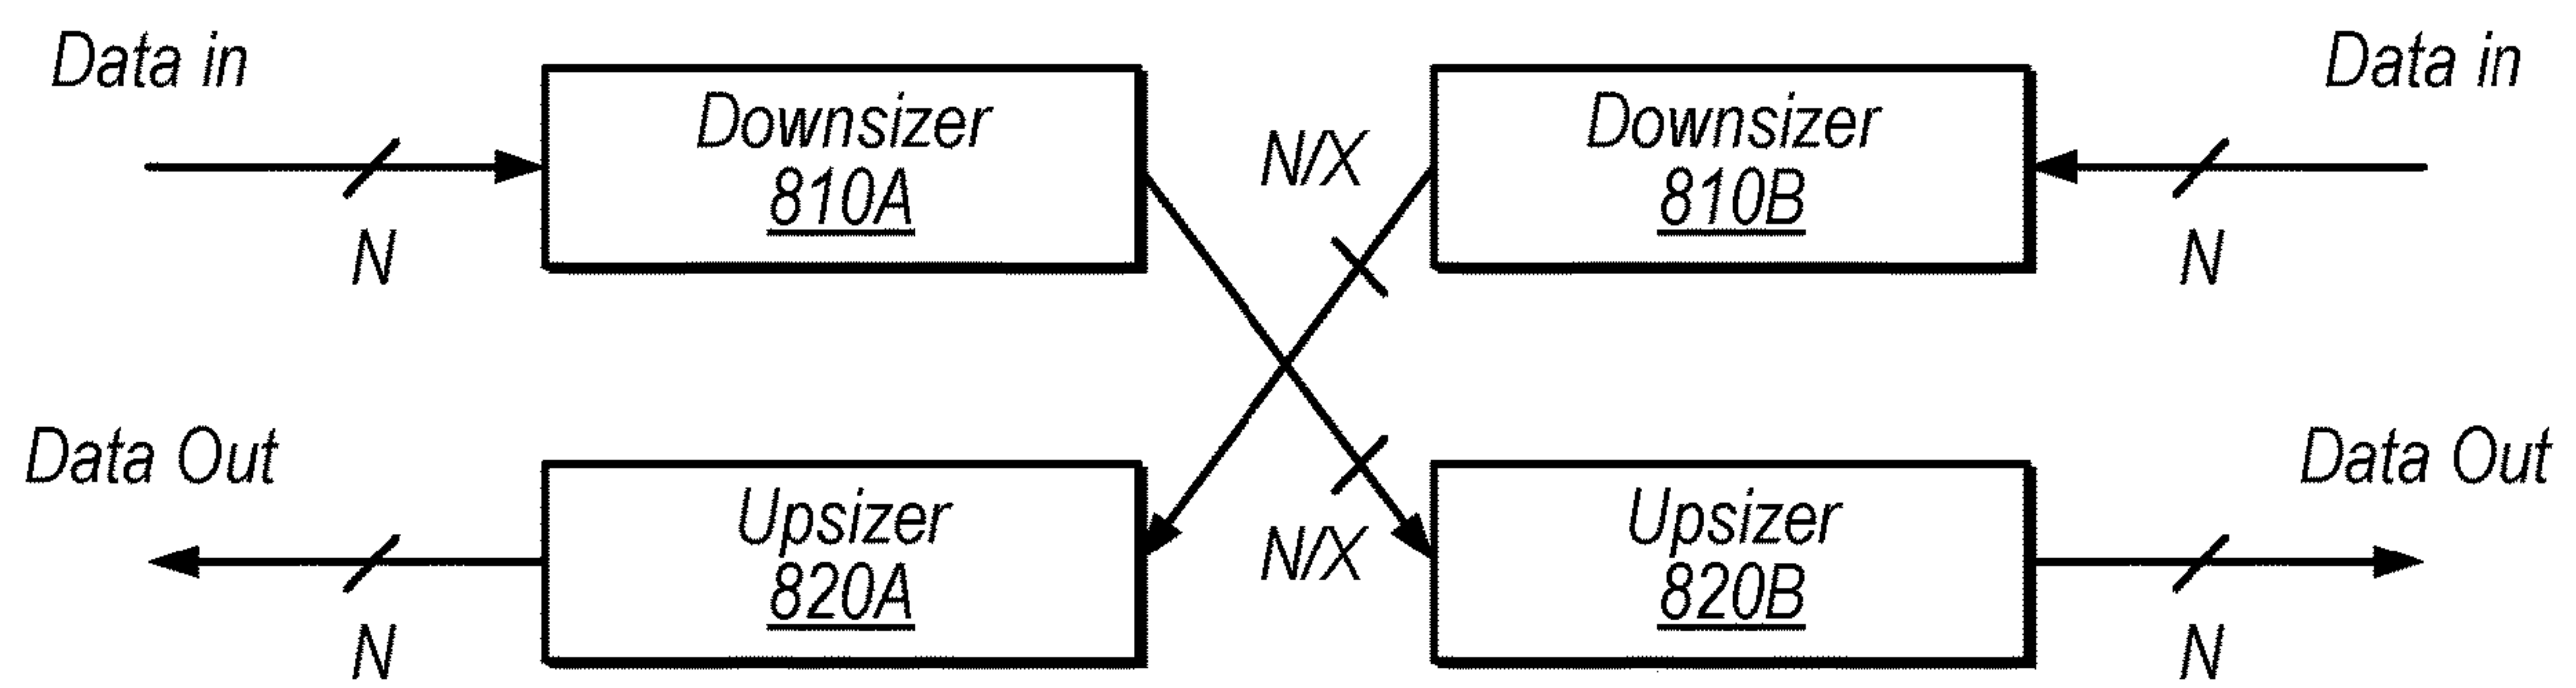 Data in
Data in
Downsizer
810A
N/X
Downsizer
810B
N
N
Data Out
Data Out
Upsizer
820A
N/X
Upsizer
820B
N
N